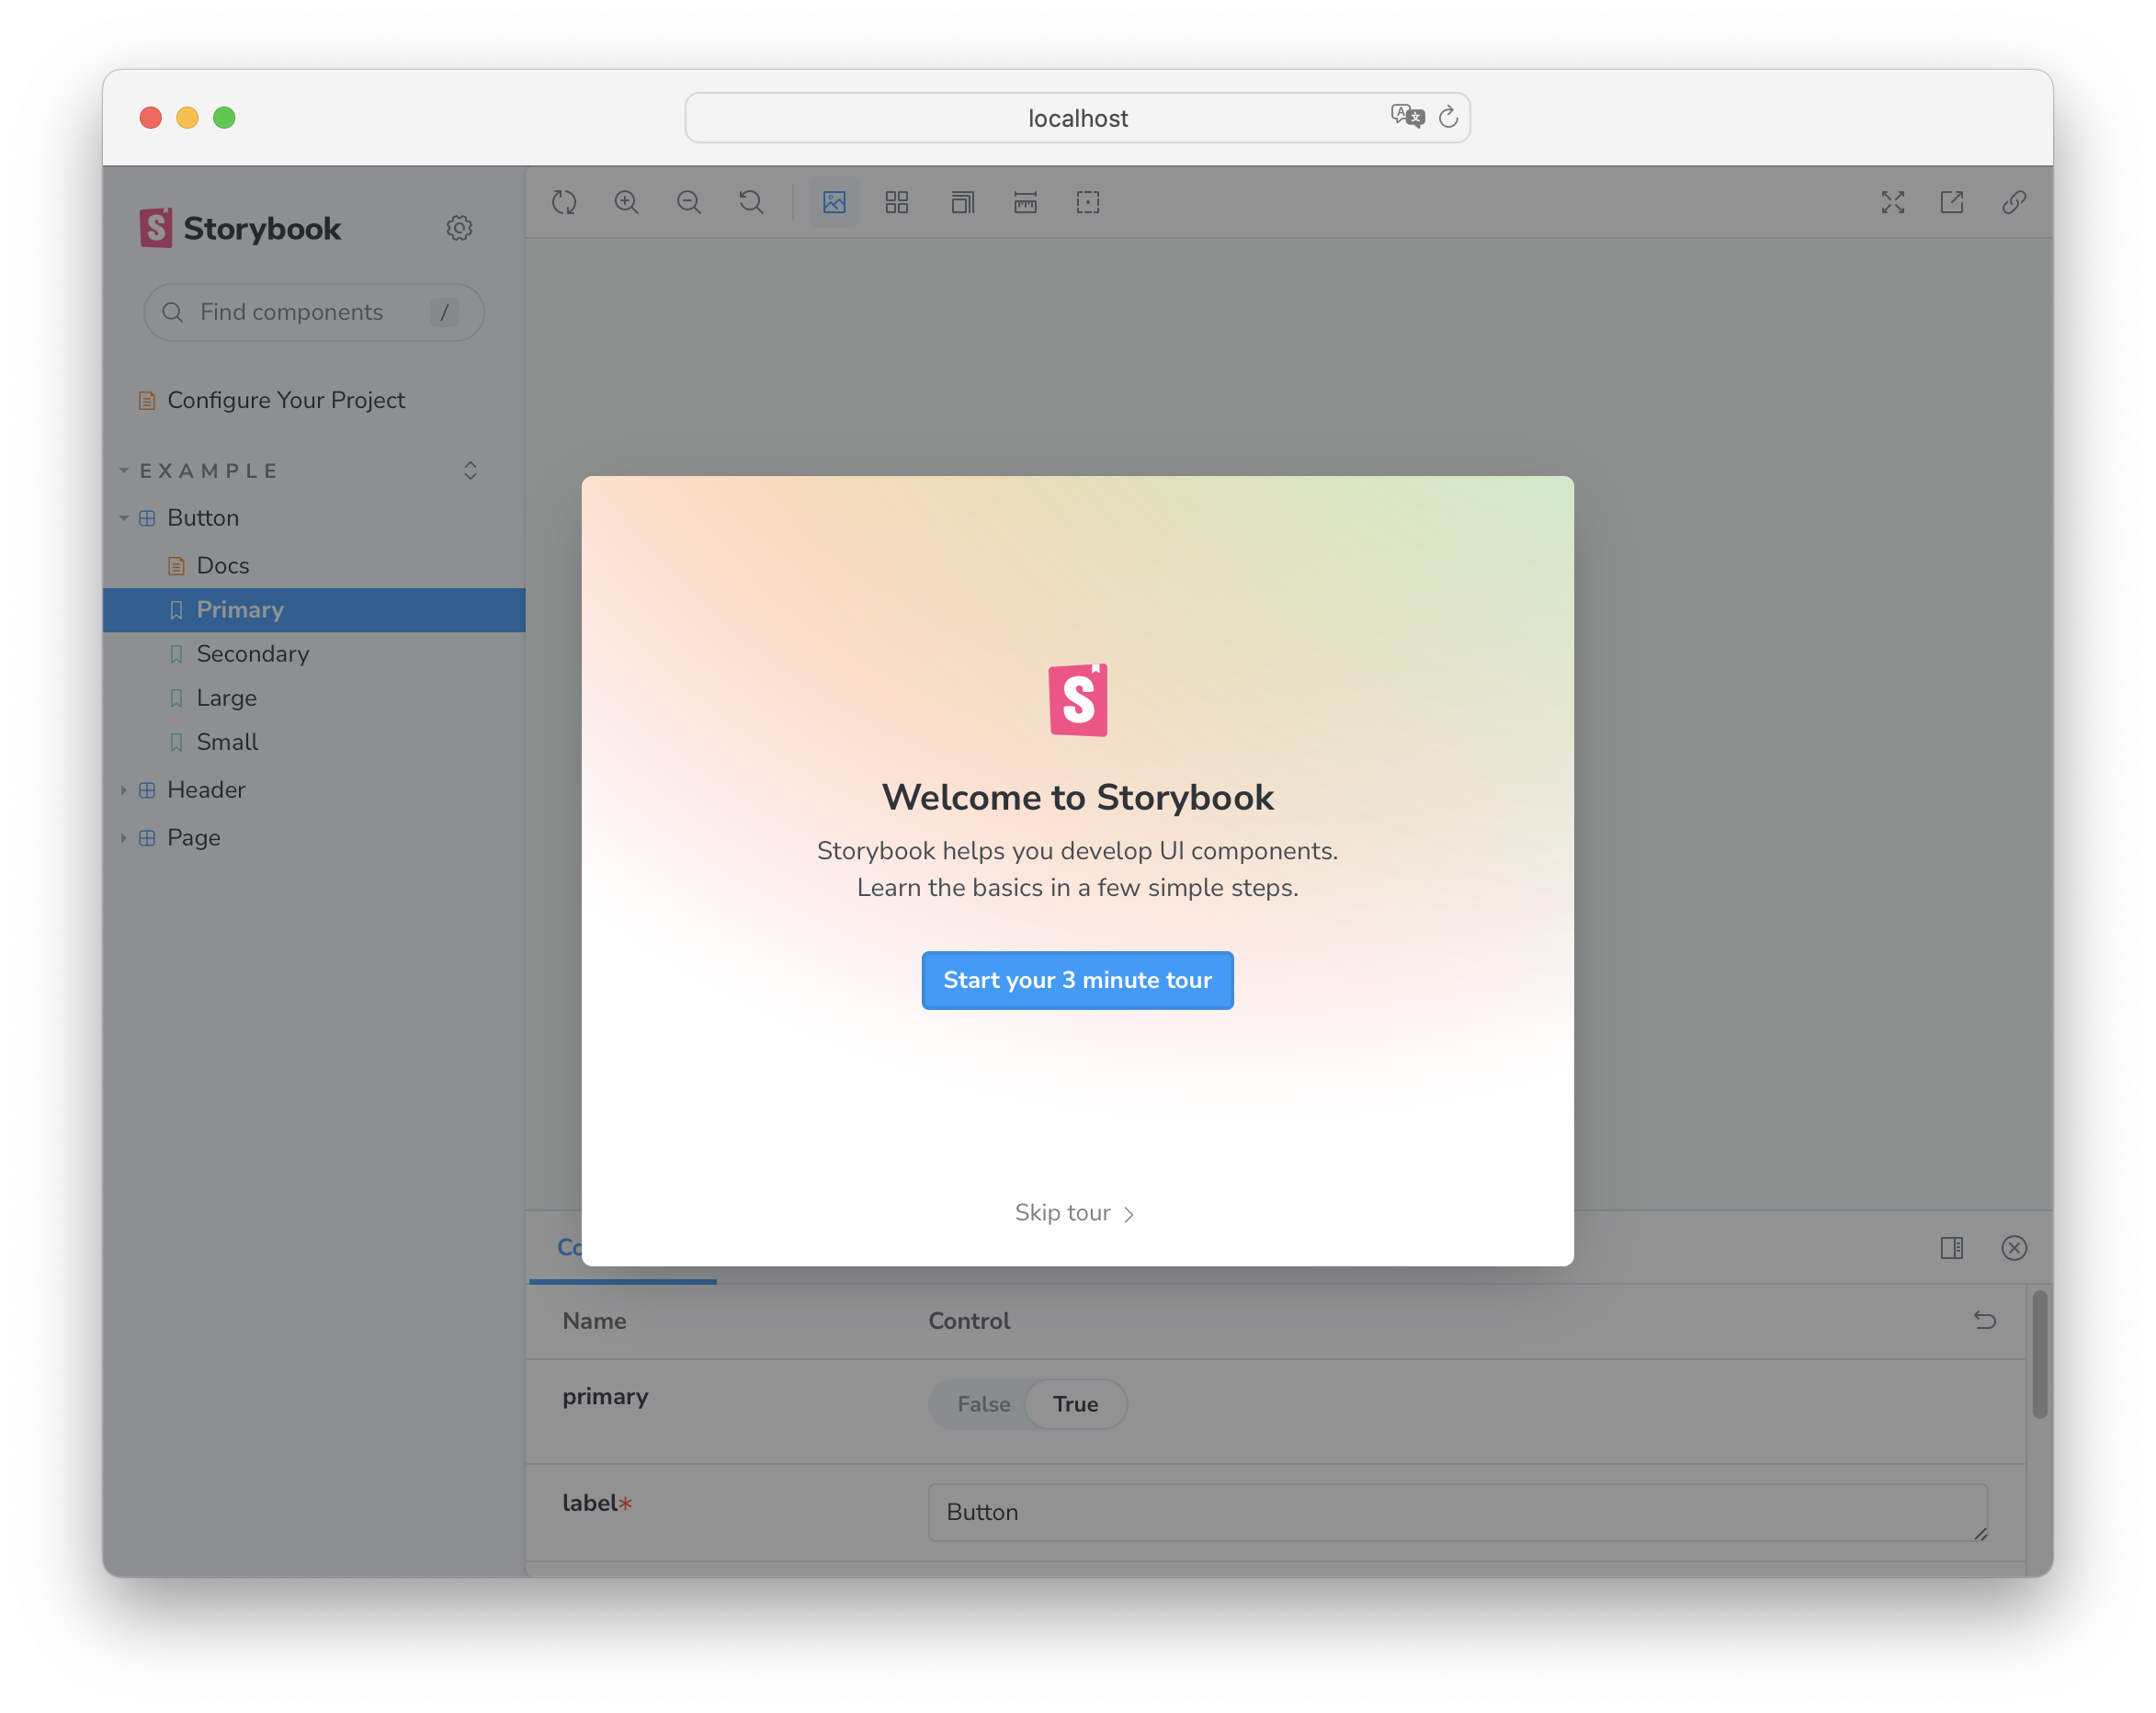 localhost
Storybook
Find components /
Configure Your Project
EXAMPLE
Button
Docs
Primary
Secondary
Large
Small
Header
Page
Welcome to Storybook
Storybook helps you develop UI components.
Learn the basics in a few simple steps.
Start your 3 minute tour
Skip tour
Co
Name Control
primary False True
label* Button